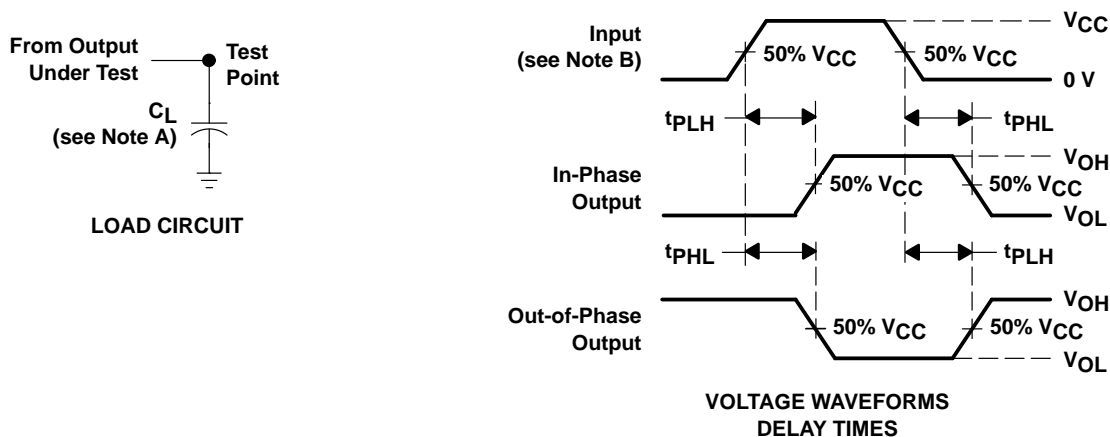 From Output
Under Test
Test
Point
CL
(see Note A)
LOAD CIRCUIT
Input
(see Note B)
50% VCC
50% VCC
VCC
0 V
tPLH
tPHL
In-Phase
Output
50% VCC
50% VCC
VOH
VOL
tPHL
tPLH
Out-of-Phase
Output
50% VCC
50% VCC
VOH
VOL
VOLTAGE WAVEFORMS
DELAY TIMES